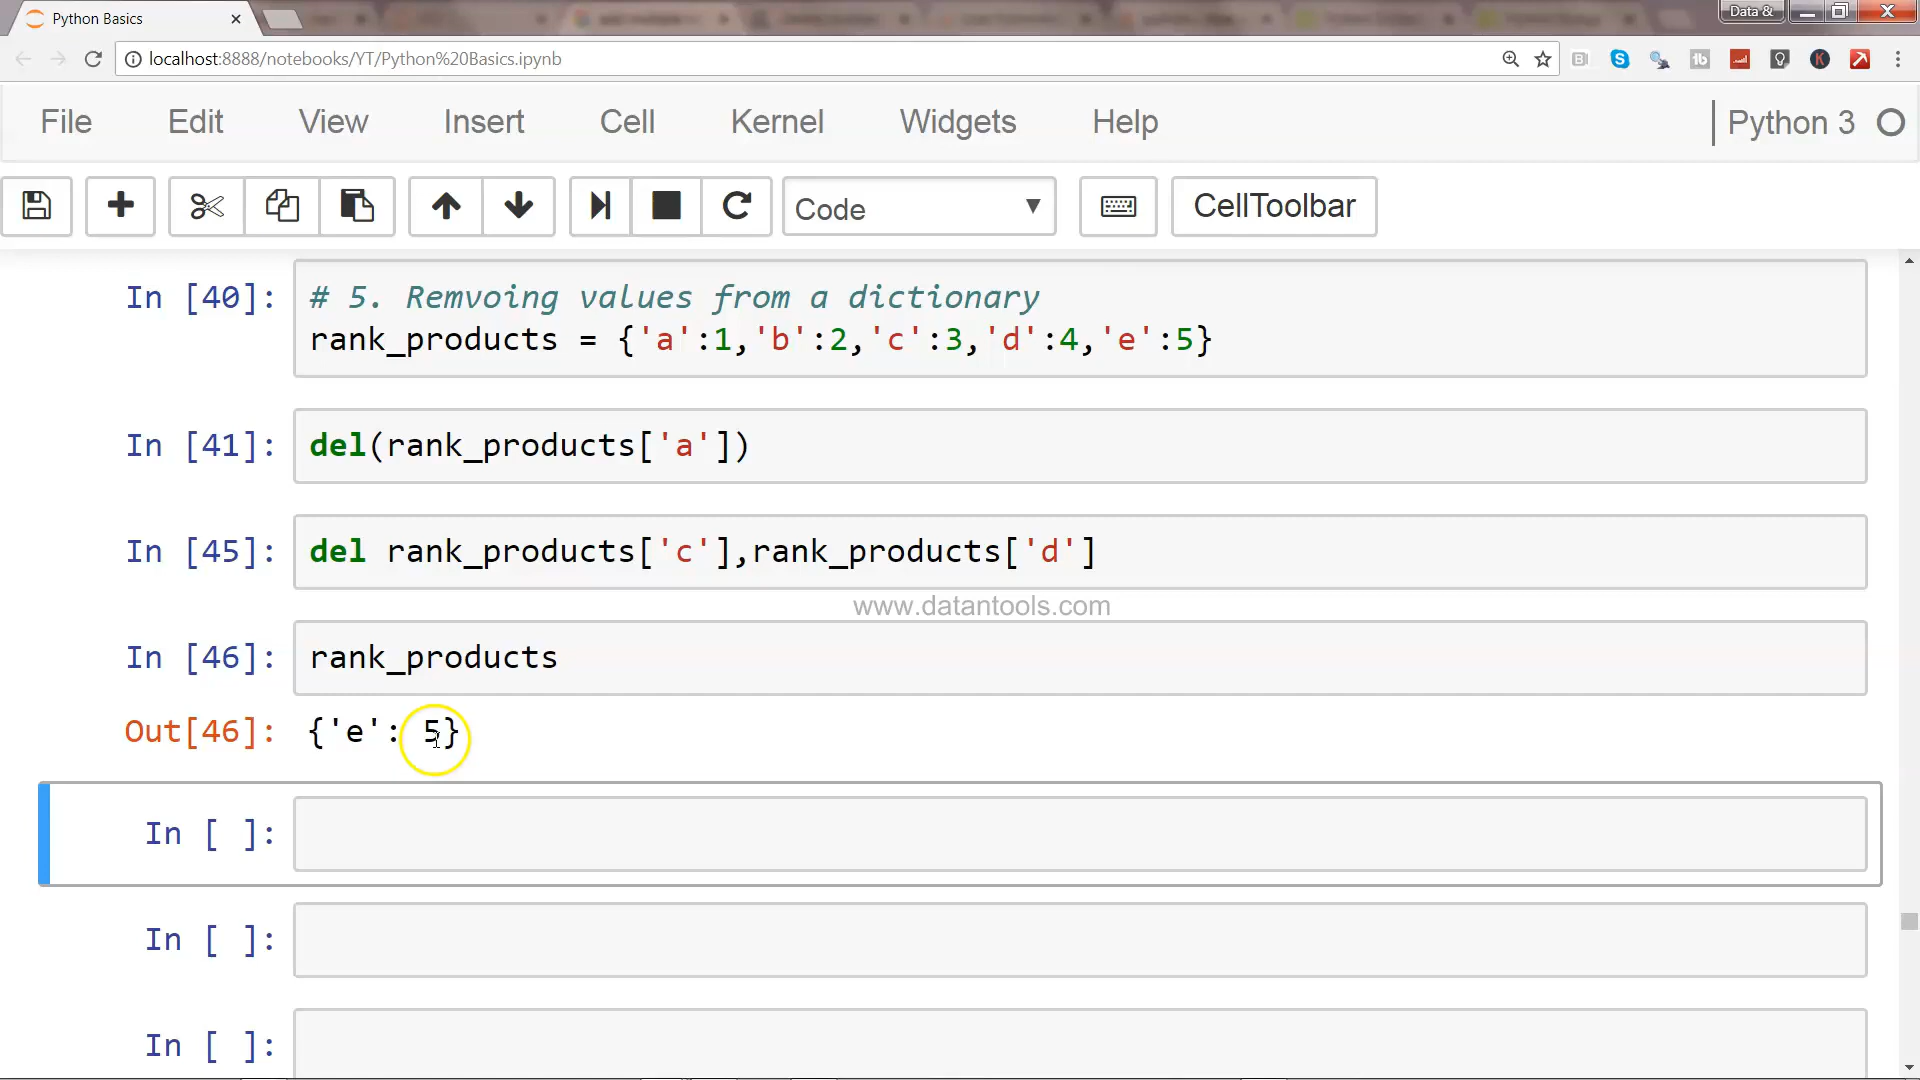 Python Basics
Data &
localhost:8888/notebooks/YT/Python%20Basics.ipynb
File Edit View Insert Cell Kernel Widgets Help Python 3
Code CellToolbar
In [40]: # 5. Remvoing values from a dictionary
rank_products = {'a':1,'b':2,'c':3,'d':4,'e':5}
In [41]: del(rank_products['a'])
In [45]: del rank_products['c'],rank_products['d']
www.datantools.com
In [46]: rank_products
Out[46]: {'e': 5}
In [ ]:
In [ ]:
In [ ]: